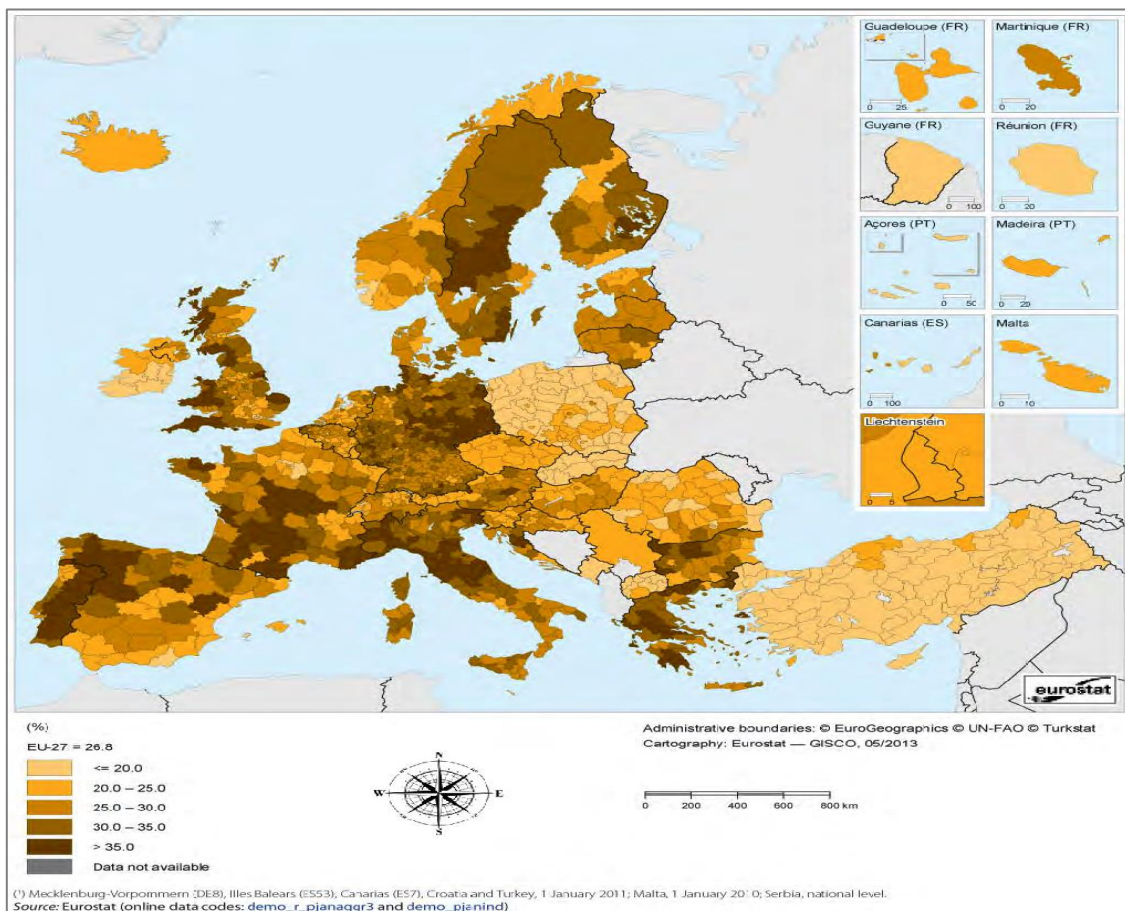 Guadeloupe (FR)
0 25
Martinique (FR)
0 20
Guyane (FR)
0 100
Réunion (FR)
0 20
Açores (PT)
0 50
Madeira (PT)
0 20
Canarias (ES)
0 100
Malta
0 10
Liechtenstein
0 5
eurostat
(%)
EU-27 = 26.8
<= 20.0
20.0 – 25.0
25.0 – 30.0
30.0 – 35.0
> 35.0
Data not available
N
W E
S
Administrative boundaries: © EuroGeographics © UN-FAO © Turkstat
Cartography: Eurostat — GISCO, 05/2013
0 200 400 600 800 km
(¹) Mecklenburg-Vorpommern (DE8), Illes Balears (ES53), Canarias (ES7), Croatia and Turkey, 1 January 2011; Malta, 1 January 2010; Serbia, national level.
Source: Eurostat (online data codes: demo_r_pjanaggr3 and demo_pjanind)